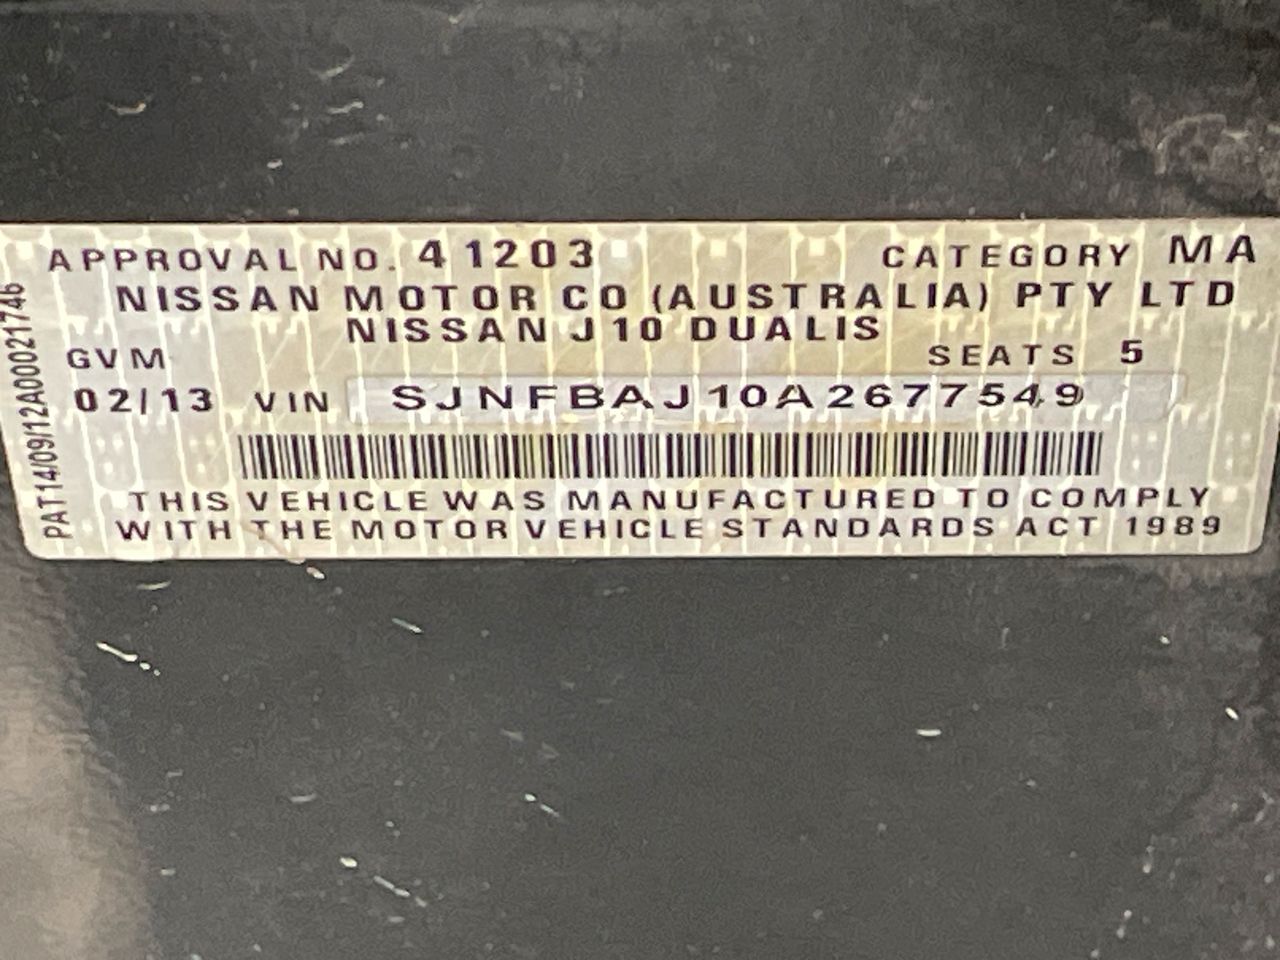 APPROVAL NO. 41203 CATEGORY MA
NISSAN MOTOR CO (AUSTRALIA) PTY LTD
NISSAN J10 DUALIS
GVM SEATS 5
02/13 VIN SJNFBAJ10A2677549
THIS VEHICLE WAS MANUFACTURED TO COMPLY
WITH THE MOTOR VEHICLE STANDARDS ACT 1989
PAT14/09/12A00021746